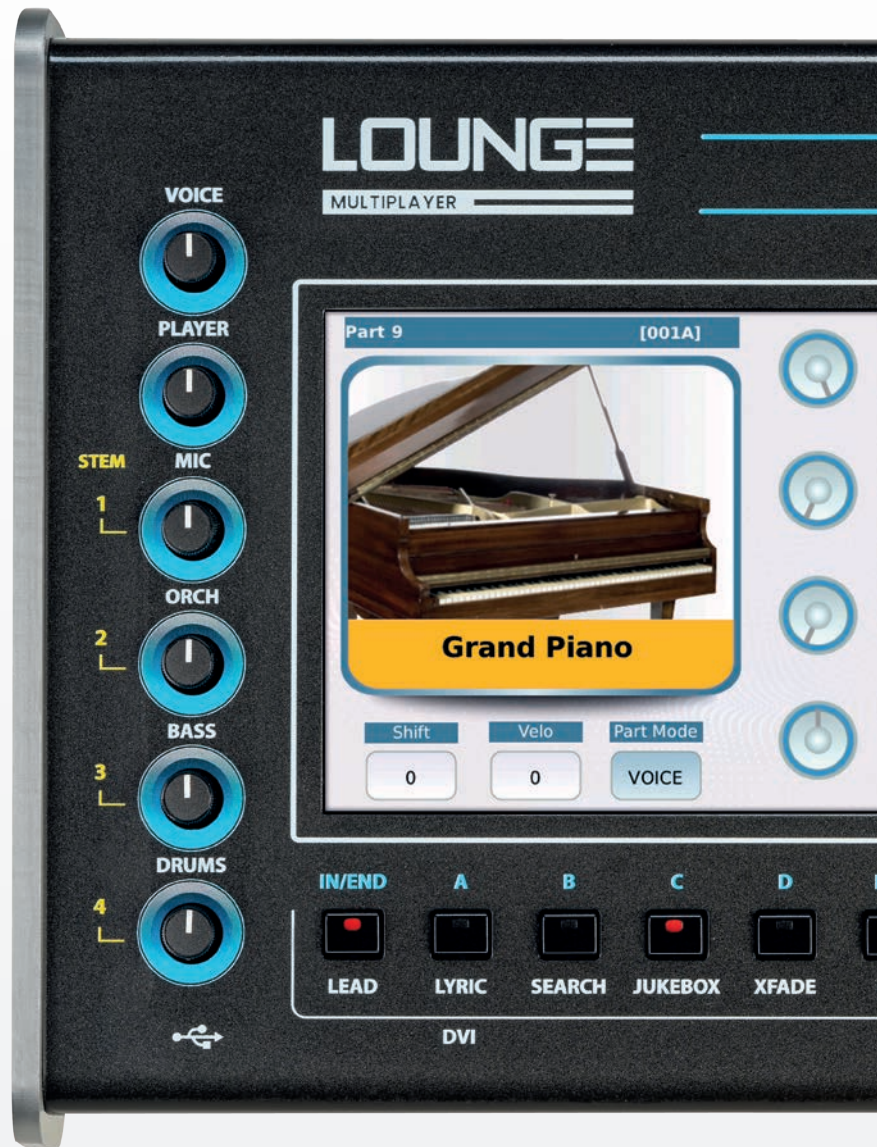 LOUNGE
MULTIPLAYER
VOICE
PLAYER
STEM MIC
1
ORCH
2
BASS
3
DRUMS
4
Part 9 [001A]
Grand Piano
Shift Velo Part Mode
0 0 VOICE
IN/END A B C D
LEAD LYRIC SEARCH JUKEBOX XFADE
DVI